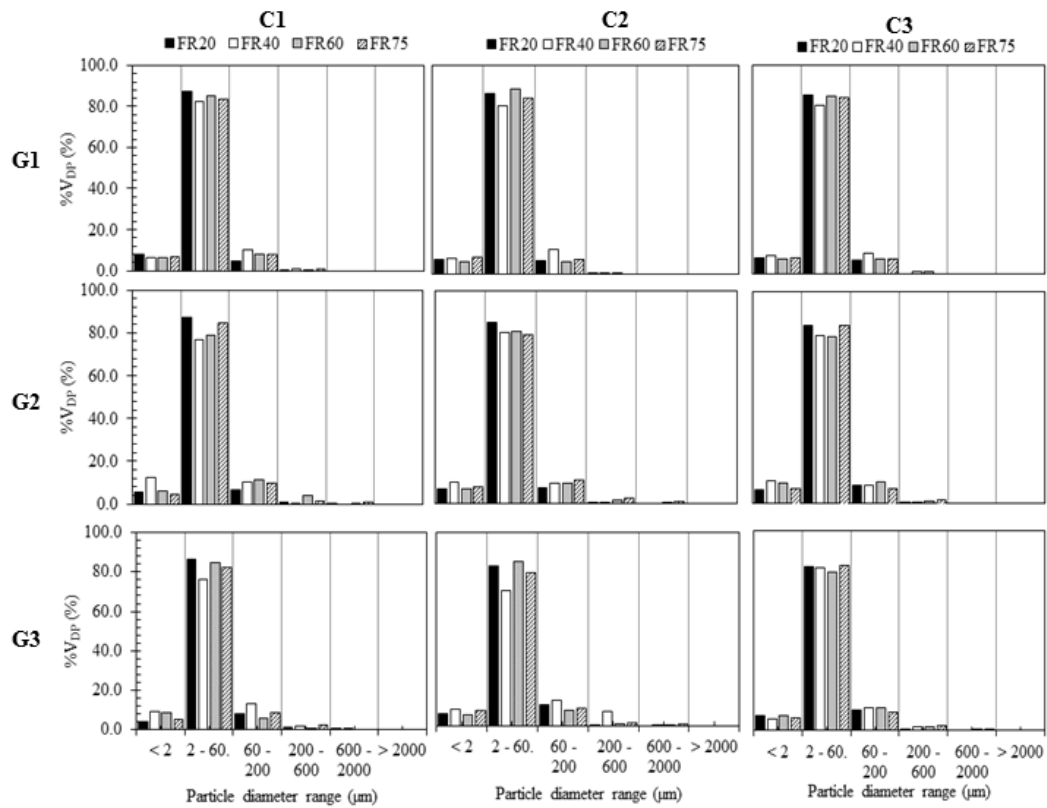 C1 C2 C3
FR20 FR40 FR60 FR75 FR20 FR40 FR60 FR75 FR20 FR40 FR60 FR75
G1
%VDP (%)
100.0
80.0
60.0
40.0
20.0
0.0
G2
%VDP (%)
100.0
80.0
60.0
40.0
20.0
0.0
G3
%VDP (%)
100.0
80.0
60.0
40.0
20.0
0.0
< 2 2 - 60. 60 - 200 - 600 - > 2000 < 2 2 - 60. 60 - 200 - 600 - > 2000 < 2 2 - 60. 60 - 200 - 600 - > 2000
200 600 2000 200 600 2000 200 600 2000
Particle diameter range (μm) Particle diameter range (μm) Particle diameter range (μm)